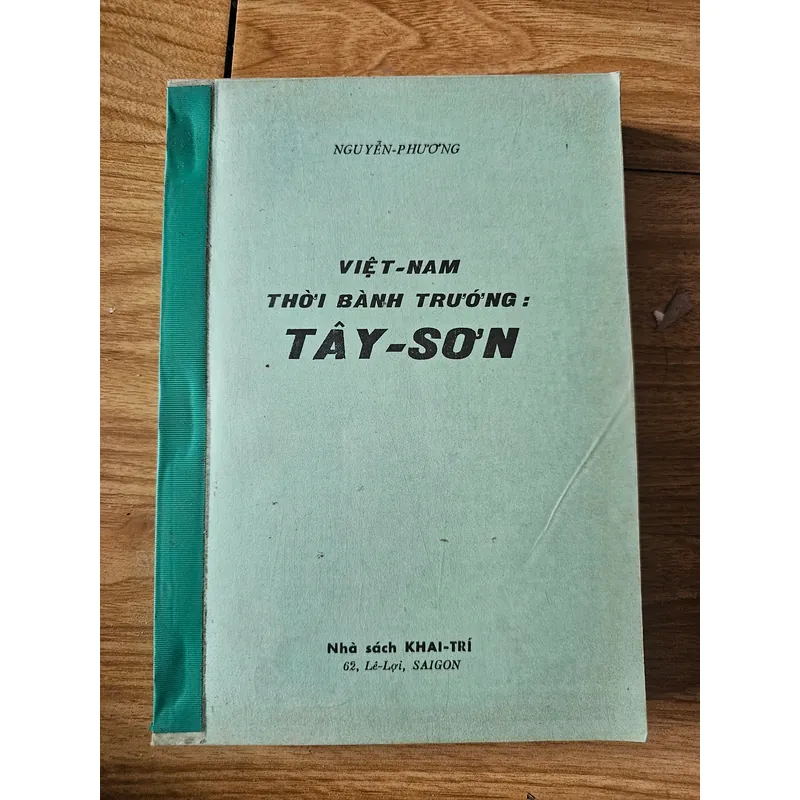 NGUYỄN-PHƯƠNG
VIỆT-NAM
THỜI BÀNH TRƯỚNG :
TÂY-SƠN
Nhà sách KHAI-TRÍ
62, Lê-Lợi, SAIGON